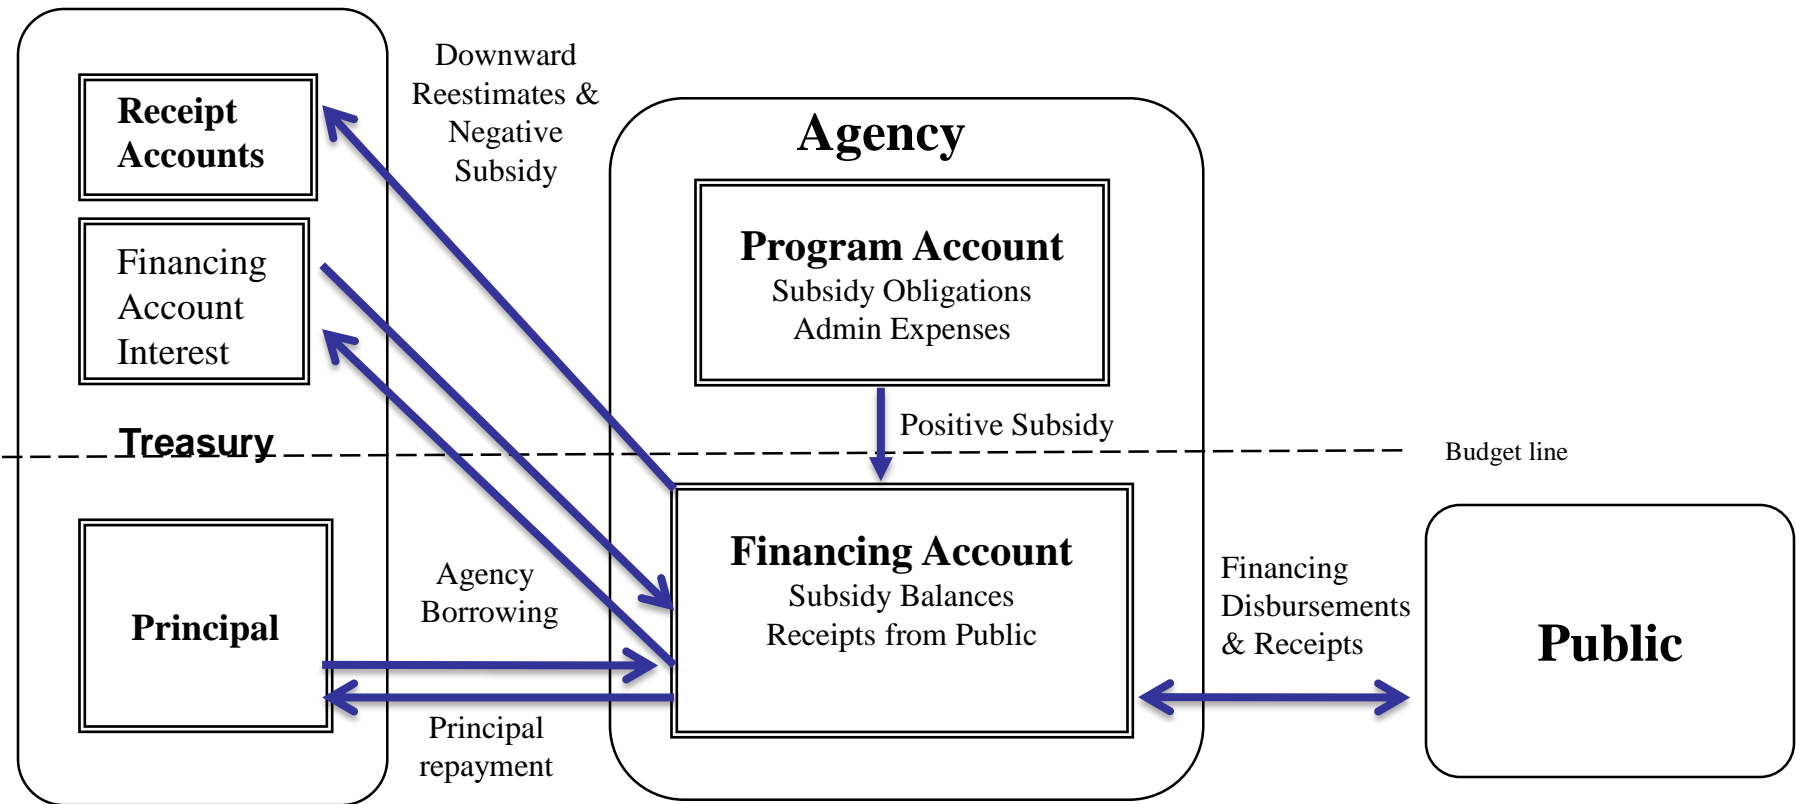 Receipt
Accounts
Financing
Account
Interest
Treasury
Principal
Downward
Reestimates &
Negative
Subsidy
Agency
Borrowing
Principal
repayment
Agency
Program Account
Subsidy Obligations
Admin Expenses
Positive Subsidy
Financing Account
Subsidy Balances
Receipts from Public
Budget line
Financing
Disbursements
& Receipts
Public